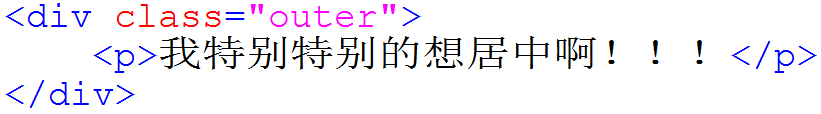 <div class="outer">
    <p>我特别特别的想居中啊！！！</p>
</div>